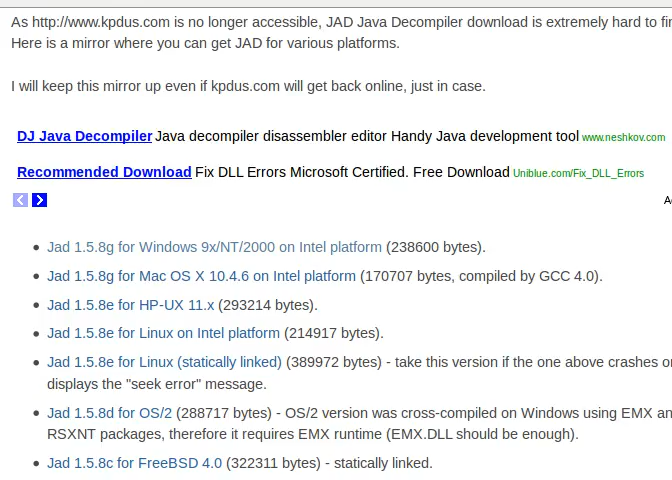 As http://www.kpdus.com is no longer accessible, JAD Java Decompiler download is extremely hard to
Here is a mirror where you can get JAD for various platforms.
I will keep this mirror up even if kpdus.com will get back online, just in case.
DJ Java Decompiler Java decompiler disassembler editor Handy Java development tool www.neshkov.com
Recommended Download Fix DLL Errors Microsoft Certified. Free Download Uniblue.com/Fix_DLL_Errors
Jad 1.5.8g for Windows 9x/NT/2000 on Intel platform (238600 bytes).
Jad 1.5.8g for Mac OS X 10.4.6 on Intel platform (170707 bytes, compiled by GCC 4.0).
Jad 1.5.8e for HP-UX 11.x (293214 bytes).
Jad 1.5.8e for Linux on Intel platform (214917 bytes).
Jad 1.5.8e for Linux (statically linked) (389972 bytes) - take this version if the one above crashes
displays the "seek error" message.
Jad 1.5.8d for OS/2 (288717 bytes) - OS/2 version was cross-compiled on Windows using EMX
RSXNT packages, therefore it requires EMX runtime (EMX.DLL should be enough).
Jad 1.5.8c for FreeBSD 4.0 (322311 bytes) - statically linked.